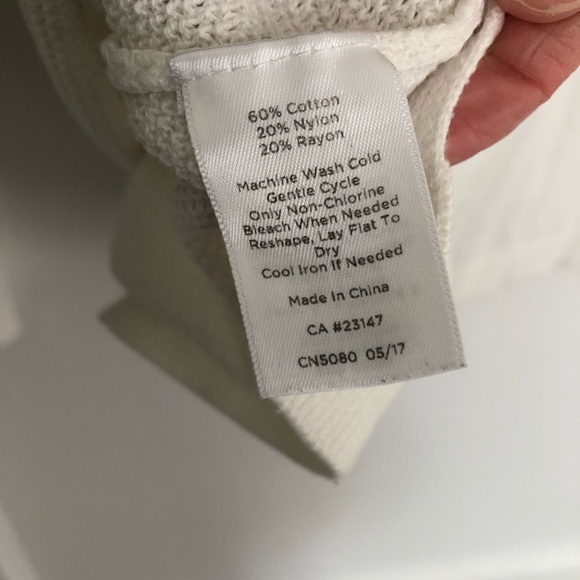 60% Cotton
20% Nylon
20% Rayon
Machine Wash Cold
Gentle Cycle
Only Non-Chlorine
Bleach When Needed
Reshape, Lay Flat To
Dry
Cool Iron If Needed
Made In China
CA #23147
CN5080 05/17